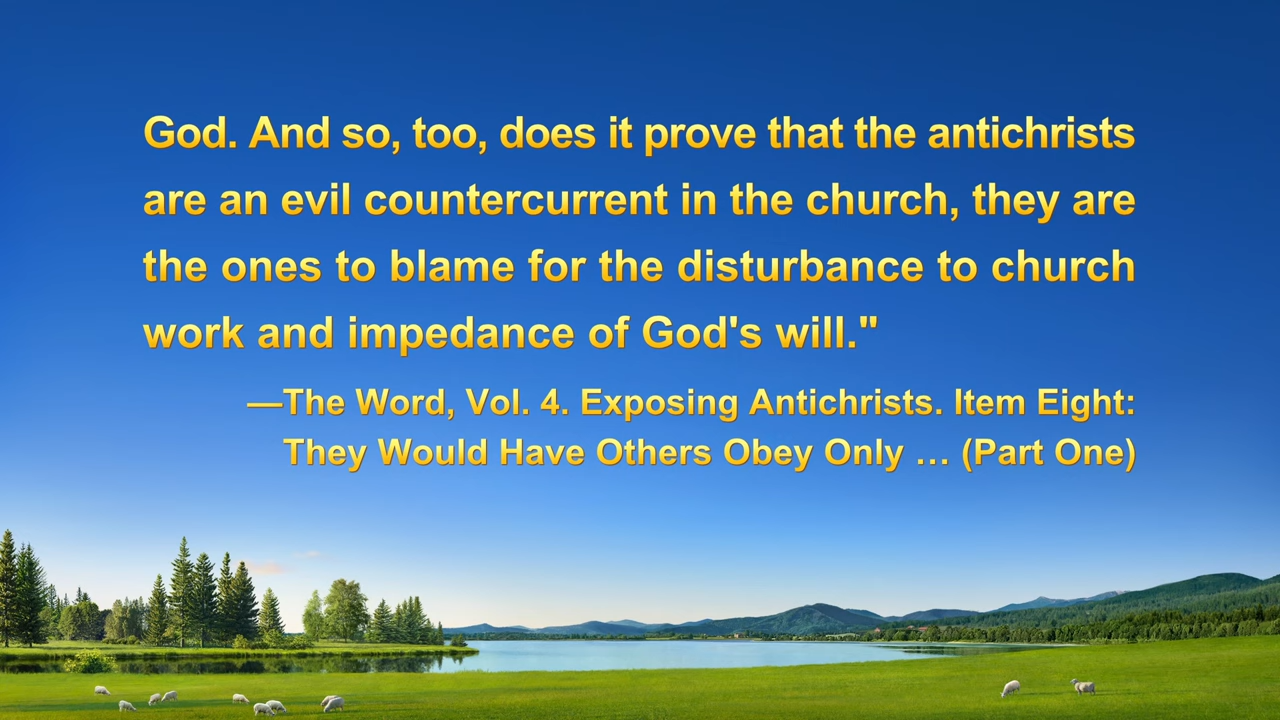 God. And so, too, does it prove that the antichrists
are an evil countercurrent in the church, they are
the ones to blame for the disturbance to church
work and impedance of God's will."
—The Word, Vol. 4. Exposing Antichrists. Item Eight:
They Would Have Others Obey Only … (Part One)